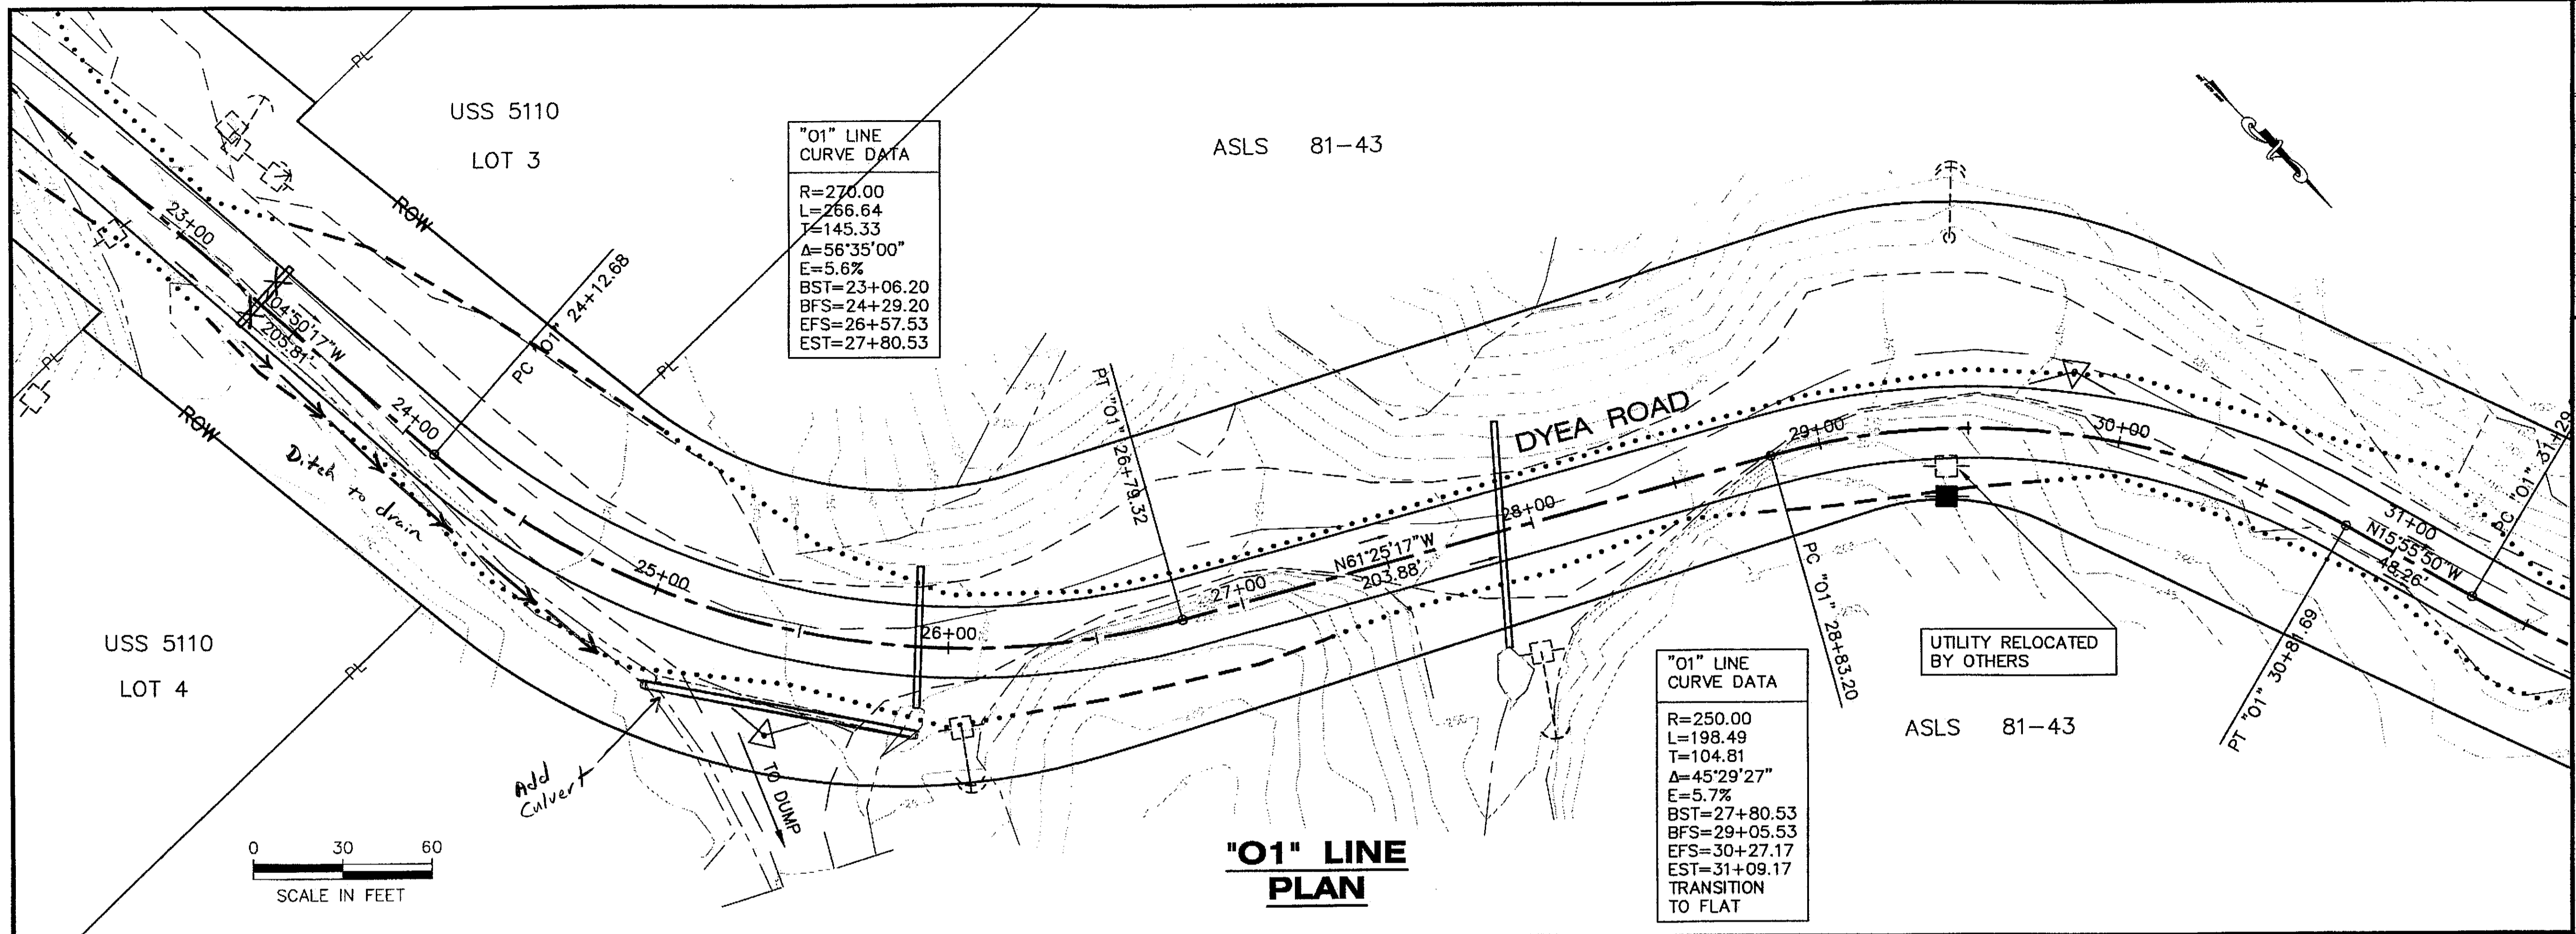 USS 5110
LOT 3
PL
ROW
"O1" LINE
CURVE DATA
R=270.00
L=266.64
T=145.33
Δ=56°35'00"
E=5.6%
BST=23+06.20
BFS=24+29.20
EFS=26+57.53
EST=27+80.53
ASLS 81-43
23+00
N04°50'17"W
205.81'
PC "O1" 24+12.68
PL
PL
24+00
ROW
Ditch to drain
25+00
26+00
PT "O1" 26+79.32
27+00
N61°25'17"W
203.88'
DYEA ROAD
28+00
29+00
PC "O1" 28+83.20
30+00
31+00
N15°55'50"W
48.26'
PC "O1" 31+29
PT "O1" 30+81.69
UTILITY RELOCATED
BY OTHERS
ASLS 81-43
USS 5110
LOT 4
PL
Add
Culvert
TO DUMP
"O1" LINE
CURVE DATA
R=250.00
L=198.49
T=104.81
Δ=45°29'27"
E=5.7%
BST=27+80.53
BFS=29+05.53
EFS=30+27.17
EST=31+09.17
TRANSITION
TO FLAT
0 30 60
SCALE IN FEET
"O1" LINE
PLAN